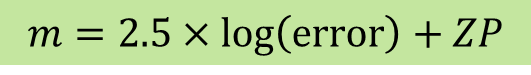 m = 2.5 × log(error) + ZP